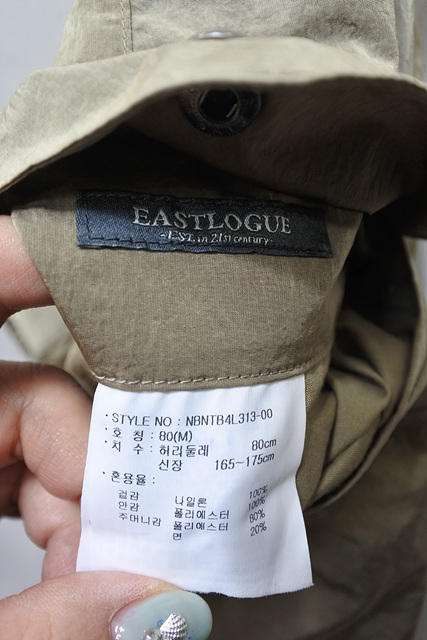 EASTLOGUE
-EST. in 21st century-
·STYLE NO : NBNTB4L313-00
·호 칭 : 80(M)
·치 수 : 허리둘레 80cm
신장 165~175cm
·혼용율 :
겉감 나일론 100%
안감 폴리에스터 100%
주머니감 폴리에스터 80%
면 20%